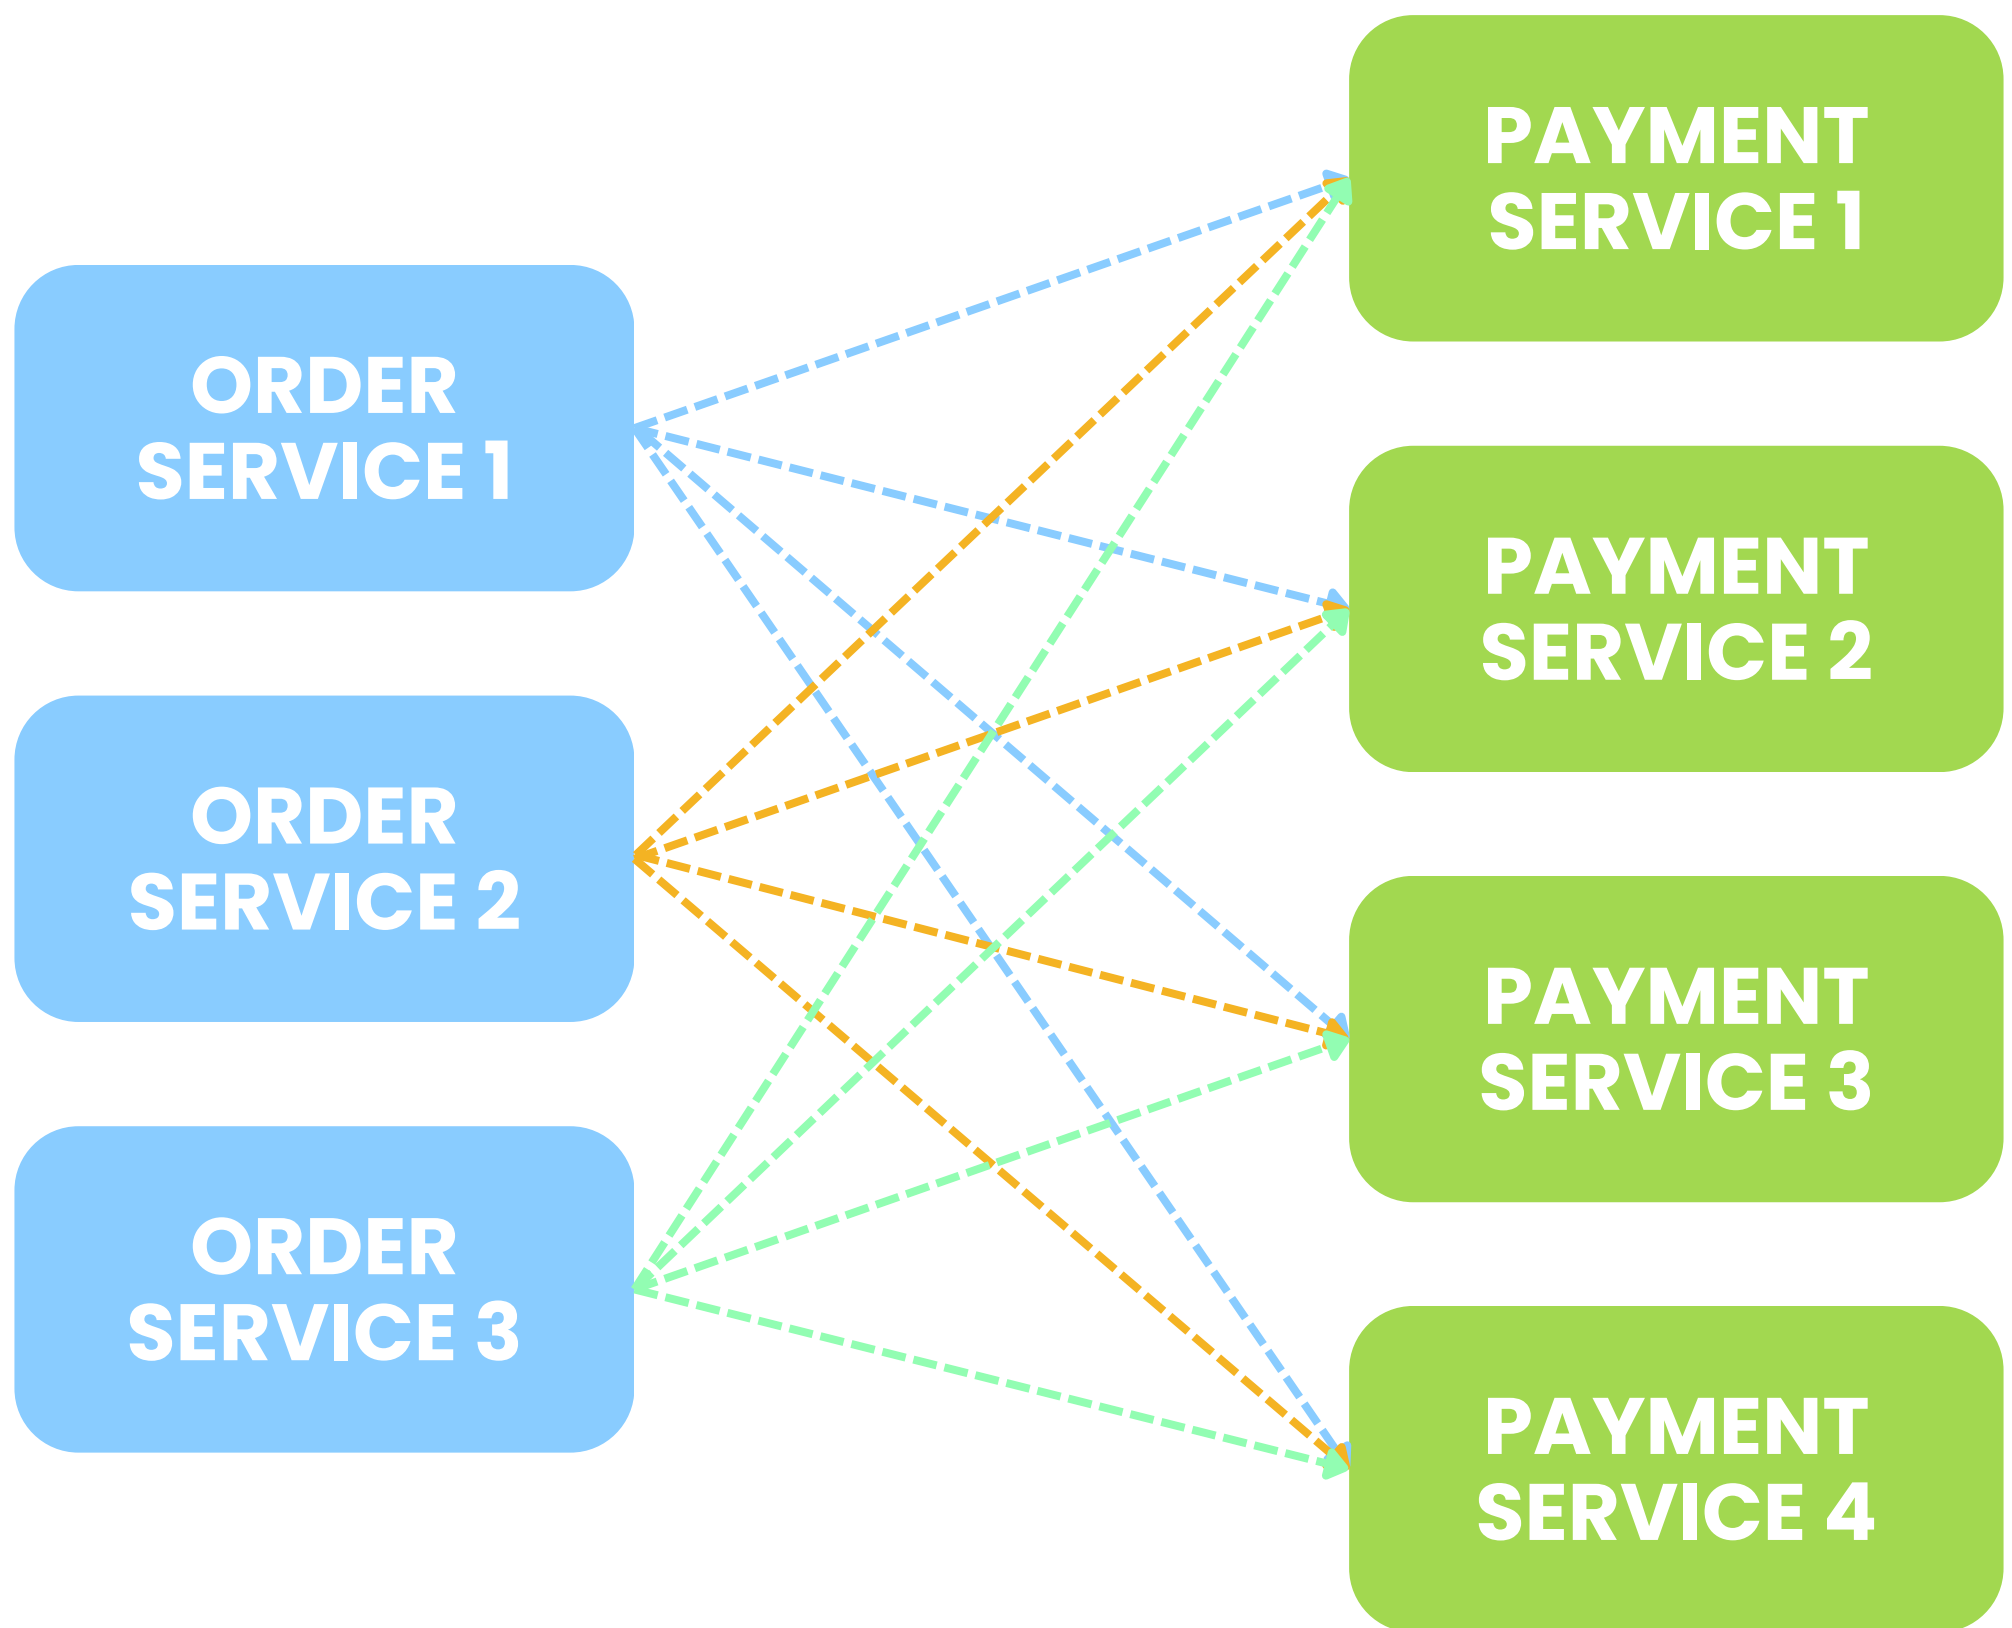 ORDER
SERVICE 1
ORDER
SERVICE 2
ORDER
SERVICE 3
PAYMENT
SERVICE 1
PAYMENT
SERVICE 2
PAYMENT
SERVICE 3
PAYMENT
SERVICE 4